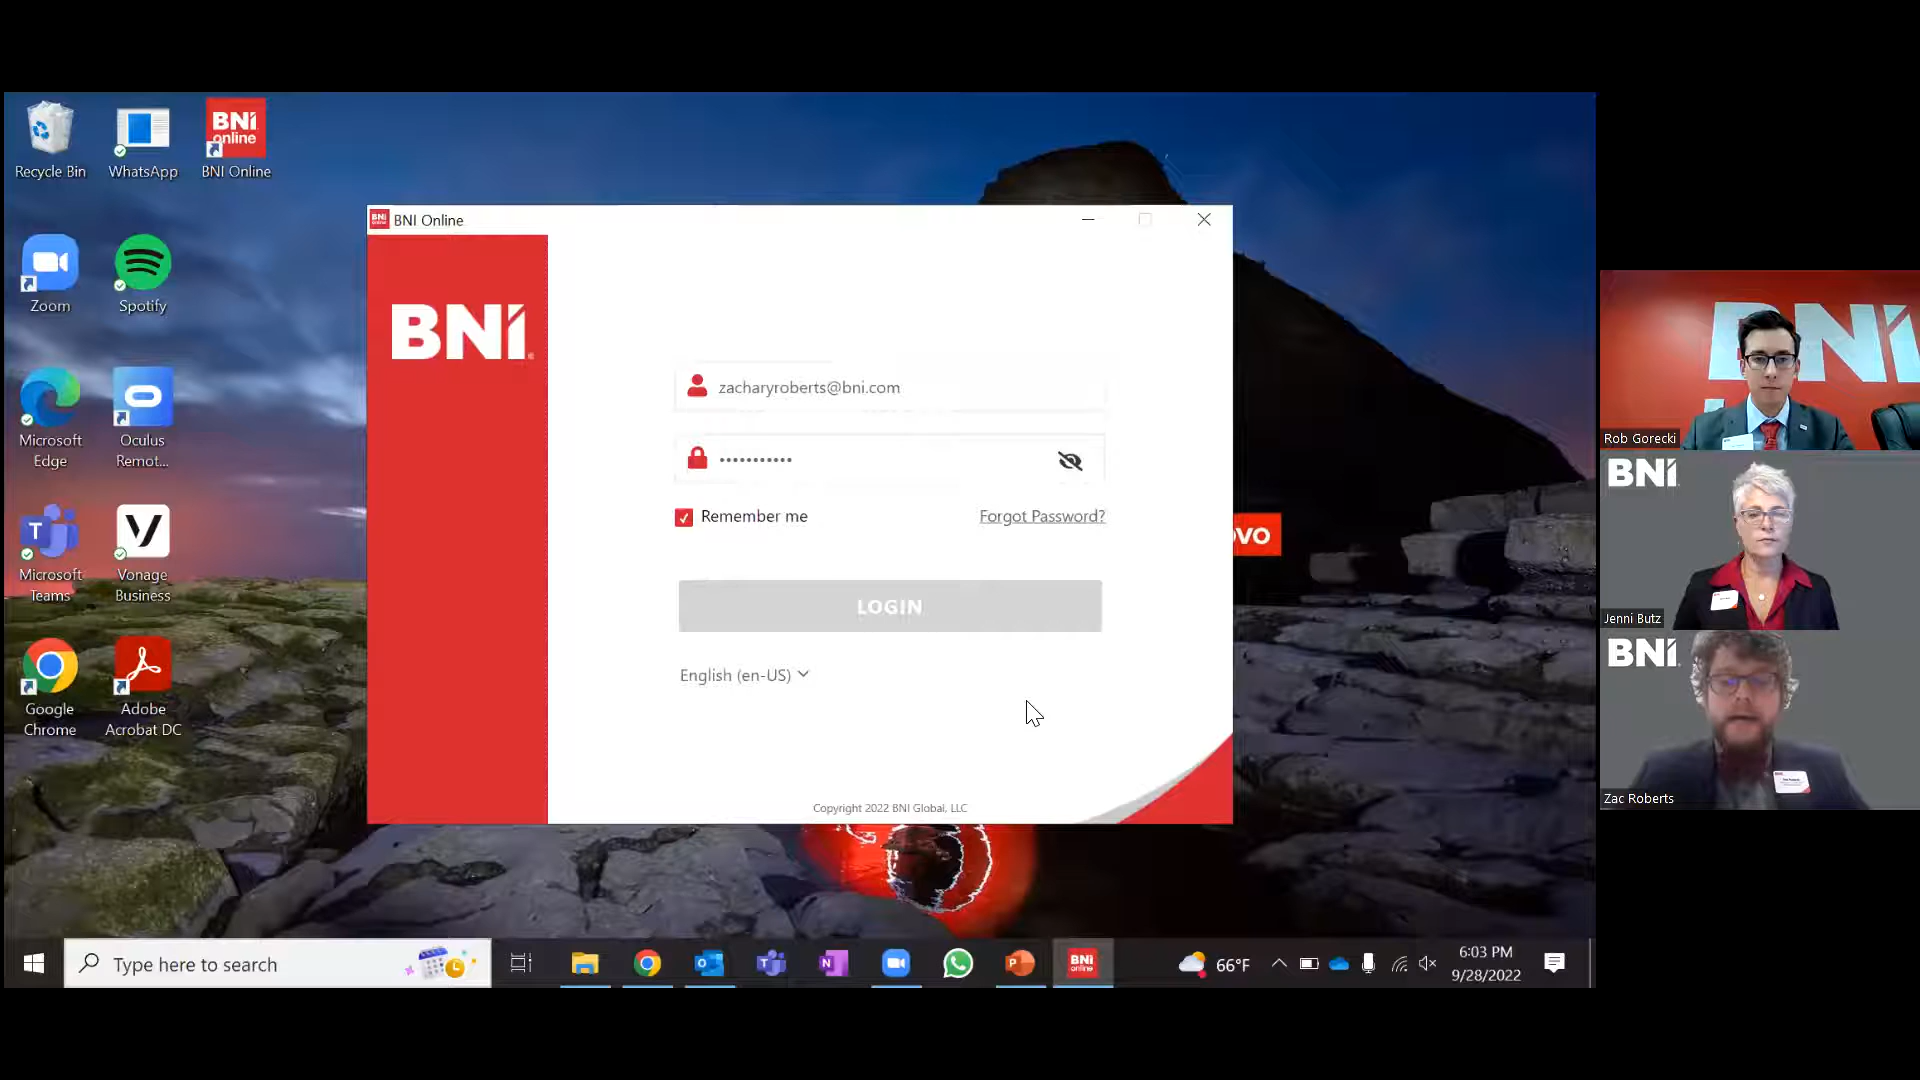 BNI
online
Recycle Bin
WhatsApp
BNI Online
Zoom
Spotify
Microsoft
Edge
Oculus
Remot...
T
Microsoft
Teams
Vonage
Business
Google
Chrome
Adobe
Acrobat DC
BNI Online
BNI
zacharyroberts@bni.com
Remember me
Forgot Password?
LOGIN
English (en-US)
Copyright 2022 BNI Global, LLC
VO
Type here to search
66°F
6:03 PM
9/28/2022
BNI
Rob Gorecki
BNI
Jenni Butz
BNI
Zac Roberts